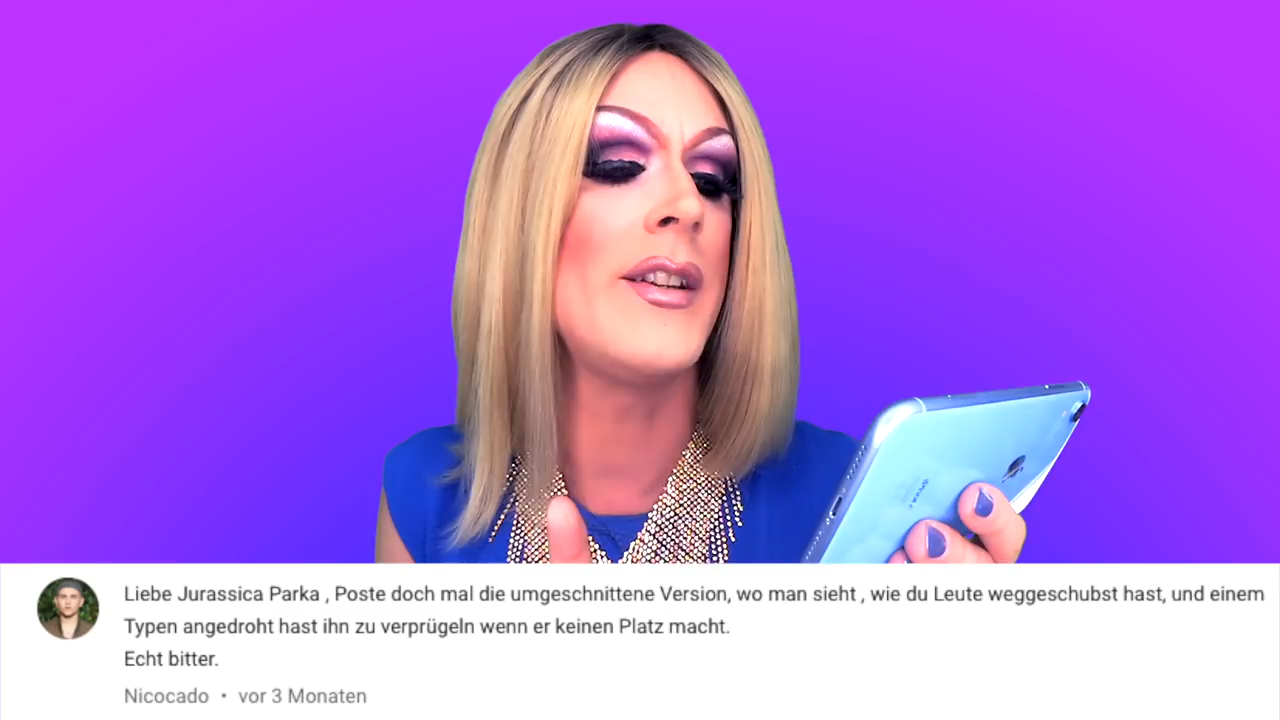 Liebe Jurassica Parka , Poste doch mal die umgeschnittene Version, wo man sieht , wie du Leute weggeschubst hast, und einem
Typen angedroht hast ihn zu verprügeln wenn er keinen Platz macht.
Echt bitter.
Nicocado • vor 3 Monaten